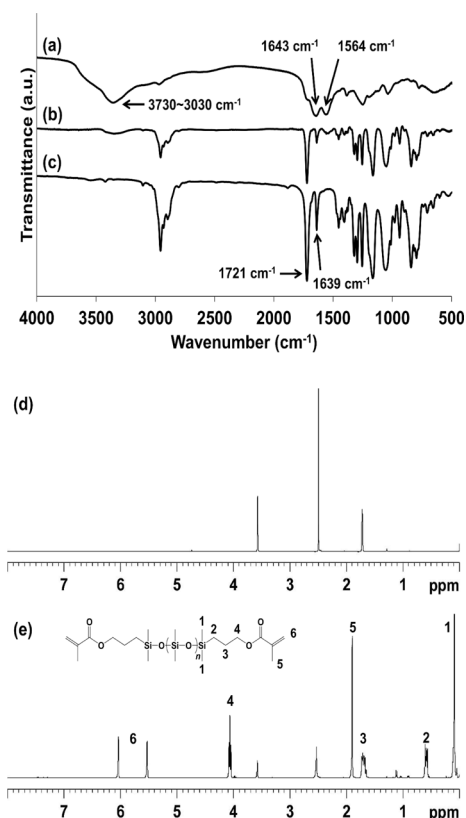 (a)
1643 cm-1
1564 cm-1
3730~3030 cm-1
(b)
(c)
1721 cm-1
1639 cm-1
Transmittance (a.u.)
4000 3500 3000 2500 2000 1500 1000 500
Wavenumber (cm-1)
(d)
7 6 5 4 3 2 1 ppm
(e)
O
O
Si
O
Si
O
n
Si
1
1
2
3
4
O
O
5
6
6
4
5
3
2
1
7 6 5 4 3 2 1 ppm